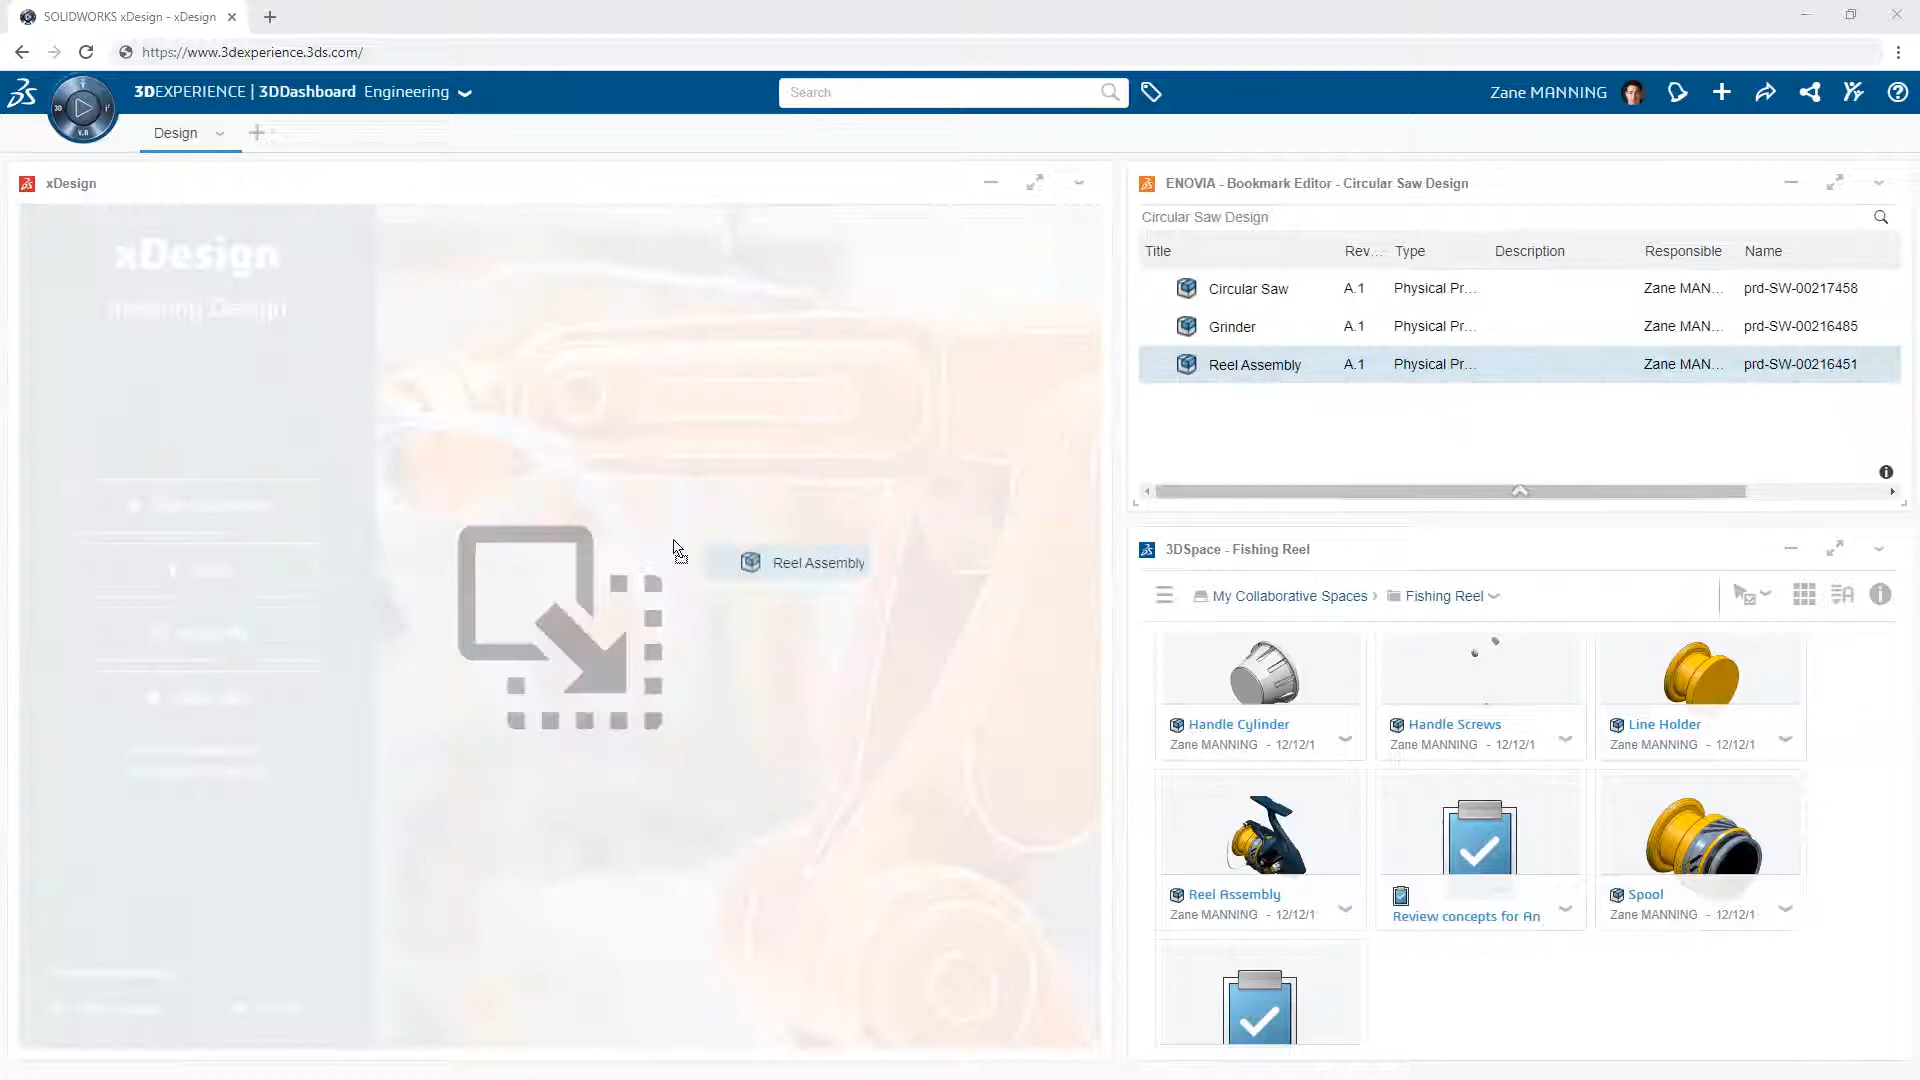 SOLIDWORKS xDesign - xDesign
https://www.3dexperience.3ds.com/
3DEXPERIENCE | 3DDashboard Engineering
Search
Zane MANNING
3D
V.R
Design
xDesign
xDesign
Design
Reel Assembly
ENOVIA - Bookmark Editor - Circular Saw Design
Circular Saw Design
Title Rev... Type Description Responsible Name
Circular Saw A.1 Physical Pr... Zane MAN... prd-SW-00217458
Grinder A.1 Physical Pr... Zane MAN... prd-SW-00216485
Reel Assembly A.1 Physical Pr... Zane MAN... prd-SW-00216451
3DSpace - Fishing Reel
My Collaborative Spaces › Fishing Reel
Handle Cylinder
Zane MANNING - 12/12/1
Handle Screws
Zane MANNING - 12/12/1
Line Holder
Zane MANNING - 12/12/1
Reel Assembly
Zane MANNING - 12/12/1
Review concepts for An
Spool
Zane MANNING - 12/12/1